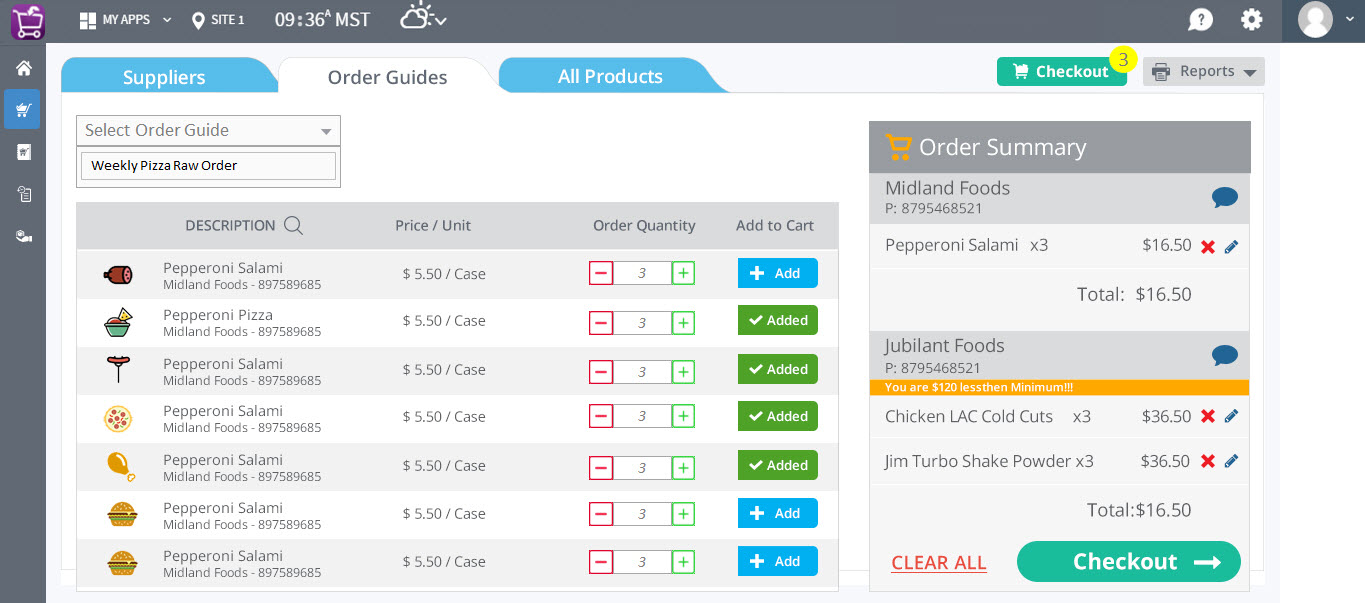 MY APPS
SITE 1
09:36ᴬ MST
Suppliers
Order Guides
All Products
Checkout
3
Reports
Select Order Guide
Weekly Pizza Raw Order
DESCRIPTION
Price / Unit
Order Quantity
Add to Cart
Pepperoni Salami
Midland Foods - 897589685
$ 5.50 / Case
3
Add
Pepperoni Pizza
Midland Foods - 897589685
$ 5.50 / Case
3
Added
Pepperoni Salami
Midland Foods - 897589685
$ 5.50 / Case
3
Added
Pepperoni Salami
Midland Foods - 897589685
$ 5.50 / Case
3
Added
Pepperoni Salami
Midland Foods - 897589685
$ 5.50 / Case
3
Added
Pepperoni Salami
Midland Foods - 897589685
$ 5.50 / Case
3
Add
Pepperoni Salami
Midland Foods - 897589685
$ 5.50 / Case
3
Add
Order Summary
Midland Foods
P: 8795468521
Pepperoni Salami x3 $16.50
Total: $16.50
Jubilant Foods
P: 8795468521
You are $120 lessthen Minimum!!!
Chicken LAC Cold Cuts x3 $36.50
Jim Turbo Shake Powder x3 $36.50
Total:$16.50
CLEAR ALL
Checkout